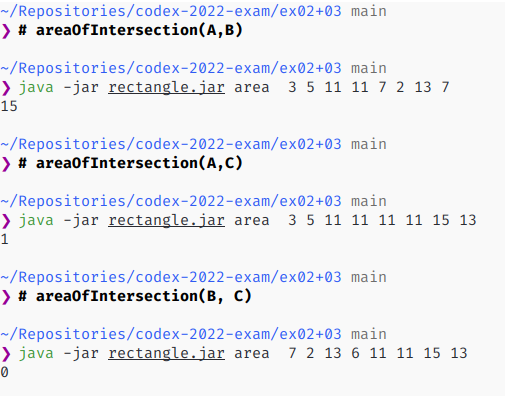 ~/Repositories/codex-2022-exam/ex02+03 main
❯ # areaOfIntersection(A,B)
~/Repositories/codex-2022-exam/ex02+03 main
❯ java -jar rectangle.jar area  3 5 11 11 7 2 13 7
15
~/Repositories/codex-2022-exam/ex02+03 main
❯ # areaOfIntersection(A,C)
~/Repositories/codex-2022-exam/ex02+03 main
❯ java -jar rectangle.jar area  3 5 11 11 11 11 15 13
1
~/Repositories/codex-2022-exam/ex02+03 main
❯ # areaOfIntersection(B, C)
~/Repositories/codex-2022-exam/ex02+03 main
❯ java -jar rectangle.jar area  7 2 13 6 11 11 15 13
0